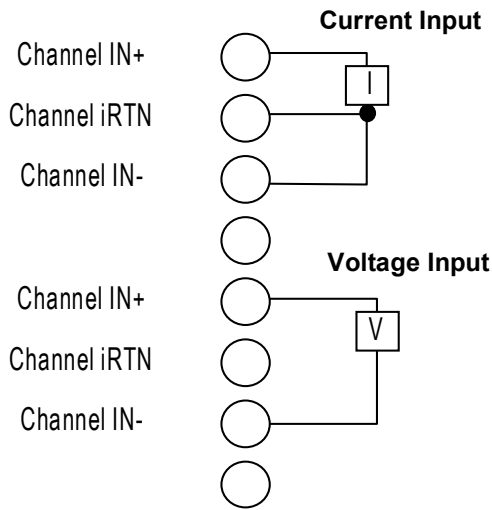 Current Input
Channel IN+
I
Channel iRTN
Channel IN-
Voltage Input
Channel IN+
V
Channel iRTN
Channel IN-